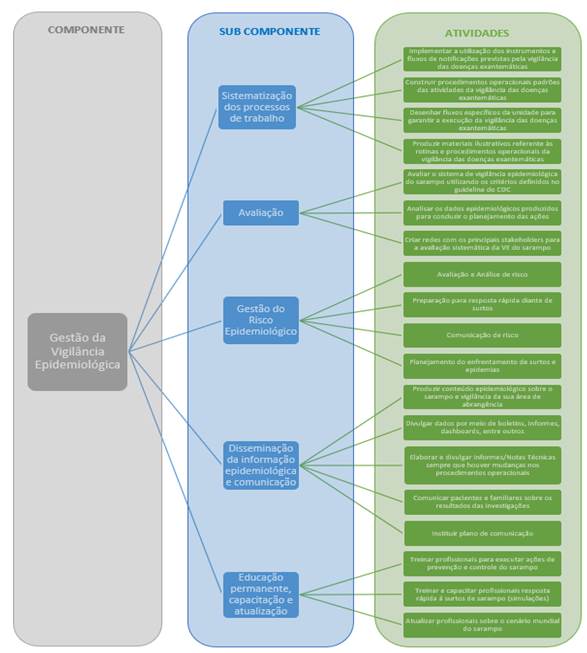 COMPONENTE
Gestão da
Vigilância
Epidemiológica
SUB COMPONENTE
Sistematização
dos processos
de trabalho
Avaliação
Gestão do
Risco
Epidemiológico
Disseminação
da informação
epidemiológica
e comunicação
Educação
permanente,
capacitação e
atualização
ATIVIDADES
Implementar a utilização dos instrumentos e
fluxos de notificações previstas pela vigilância
das doenças exantemáticas
Construir procedimentos operacionais padrões
das atividades da vigilância das doenças
exantemáticas
Desenhar fluxos específicos da unidade para
garantir a execução da vigilância das doenças
exantemáticas
Produzir materiais ilustrativos referente às
rotinas e procedimentos operacionais da
vigilância das doenças exantemáticas
Avaliar o sistema de vigilância epidemiológica
do sarampo utilizando os critérios definidos no
guideline do CDC
Analisar os dados epidemiológicos produzidos
para concluir o planejamento das ações
Criar redes com os principais stakeholders para
a avaliação sistemática da VE do sarampo
Avaliação e Análise de risco
Preparação para resposta rápida diante de
surtos
Comunicação de risco
Planejamento do enfrentamento de surtos e
epidemias
Produzir conteúdo epidemiológico sobre o
sarampo e vigilância da sua área de
abrangência
Divulgar dados por meio de boletins, informes,
dashboards, entre outros
Elaborar e divulgar informes/Notas Técnicas
sempre que houver mudanças nos
procedimentos operacionais
Comunicar pacientes e familiares sobre os
resultados das investigações
Instituir plano de comunicação
Treinar profissionais para executar ações de
prevenção e controle do sarampo
Treinar e capacitar profissionais resposta
rápida á surtos de sarampo (simulações)
Atualizar profissionais sobre o cenário mundial
do sarampo